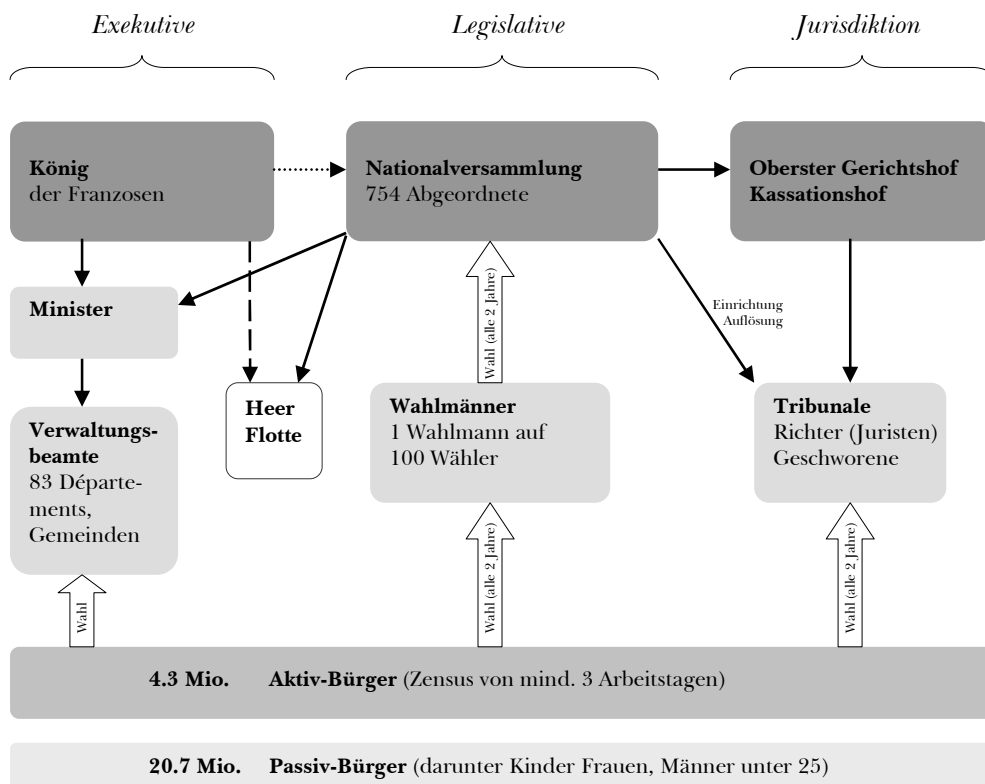 Exekutive
Legislative
Jurisdiktion
König
der Franzosen
Nationalversammlung
754 Abgeordnete
Oberster Gerichtshof
Kassationshof
Minister
Wahl (alle 2 Jahre)
Einrichtung
Auflösung
Verwaltungs-
beamte
83 Départe-
ments,
Gemeinden
Heer
Flotte
Wahlmänner
1 Wahlmann auf
100 Wähler
Tribunale
Richter (Juristen)
Geschworene
Wahl
Wahl (alle 2 Jahre)
Wahl (alle 2 Jahre)
4.3 Mio. Aktiv-Bürger (Zensus von mind. 3 Arbeitstagen)
20.7 Mio. Passiv-Bürger (darunter Kinder Frauen, Männer unter 25)